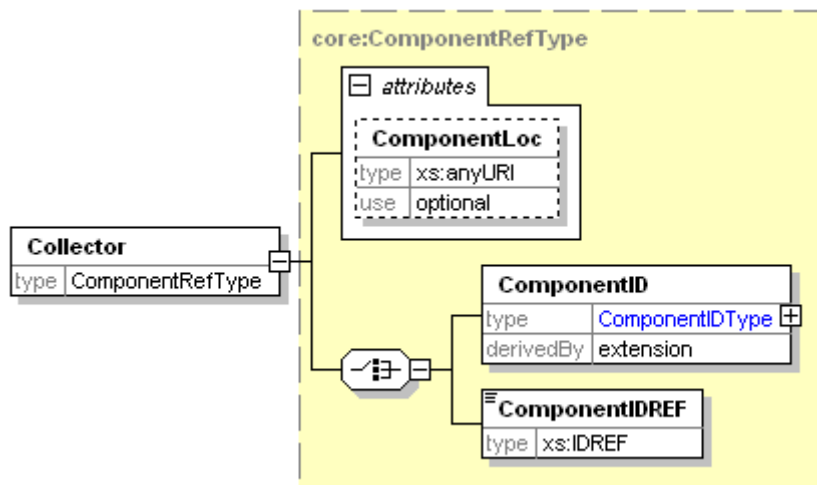 core:ComponentRefType
attributes
ComponentLoc
type xs:anyURI
use optional
Collector
type ComponentRefType
ComponentID
type ComponentIDType
derivedBy extension
ComponentIDREF
type xs:IDREF